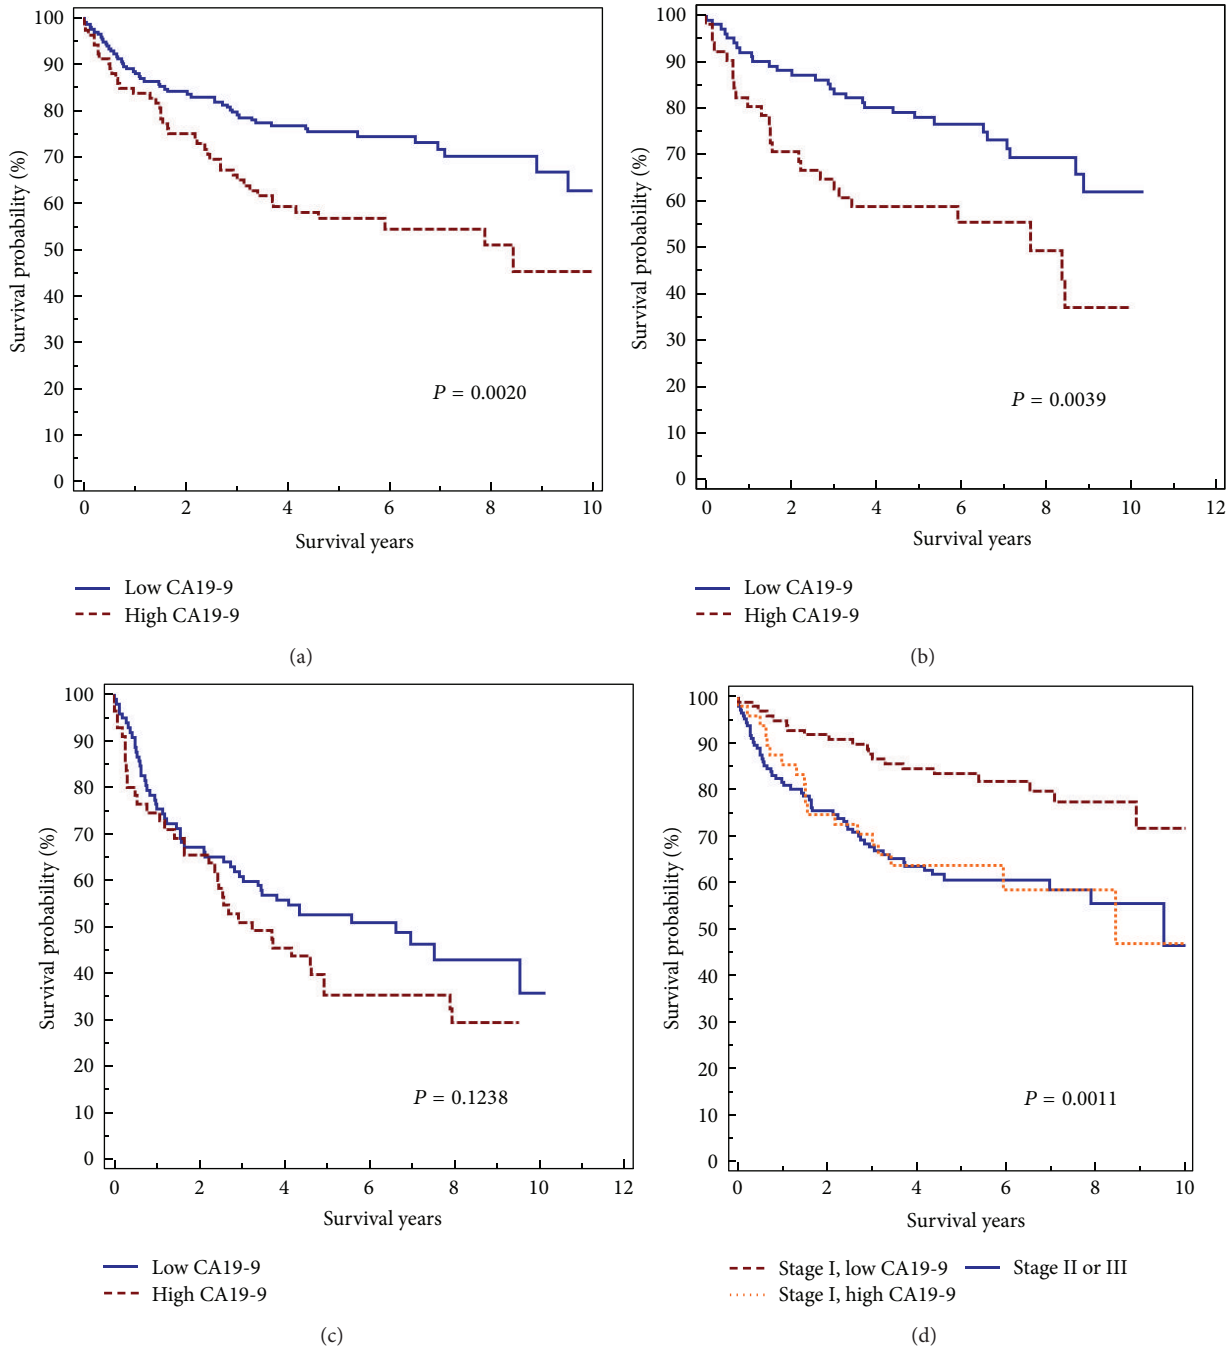 100
90
80
70
60
50
40
30
20
10
0
Survival probability (%)
P = 0.0020
0 2 4 6 8 10
Survival years
Low CA19-9
High CA19-9
(a)
100
90
80
70
60
50
40
30
20
10
0
Survival probability (%)
P = 0.0039
0 2 4 6 8 10 12
Survival years
Low CA19-9
High CA19-9
(b)
100
90
80
70
60
50
40
30
20
10
0
Survival probability (%)
P = 0.1238
0 2 4 6 8 10 12
Survival years
Low CA19-9
High CA19-9
(c)
100
90
80
70
60
50
40
30
20
10
0
Survival probability (%)
P = 0.0011
0 2 4 6 8 10
Survival years
Stage I, low CA19-9 Stage II or III
Stage I, high CA19-9
(d)